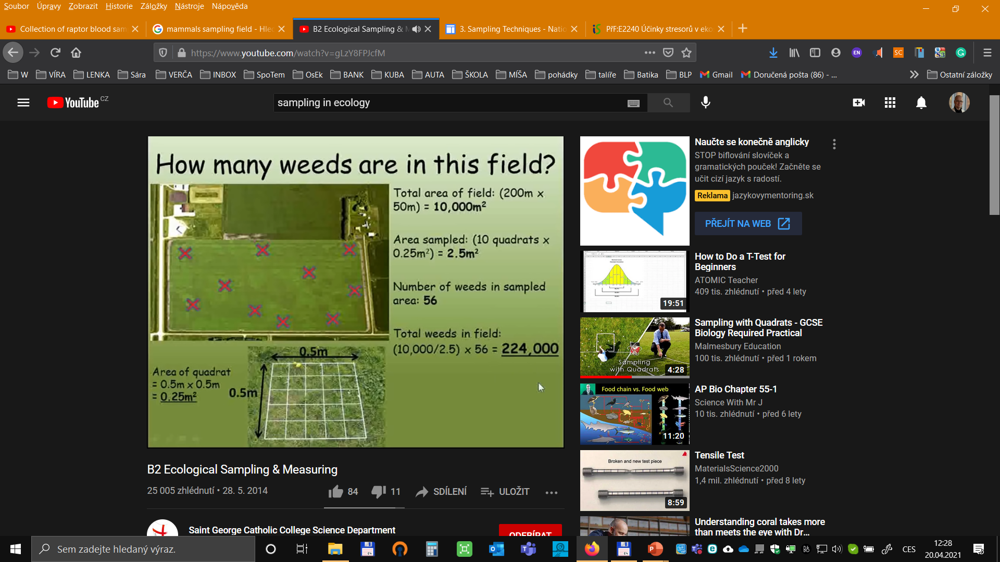 Soubor Úpravy Zobrazit Historie Záložky Nástroje Nápověda
Collection of raptor blood sam
mammals sampling field - Hled
B2 Ecological Sampling & M
3. Sampling Techniques - Natio
PřF:E2240 Účinky stresorů v eko
https://www.youtube.com/watch?v=gLzY8FPJcfM
EN
SC
W VÍRA LENKA Sára VERČA INBOX SpoTem OsEk BANK KUBA AUTA ŠKOLA MÍŠA pohádky talíře Batika BLP Gmail Doručená pošta (86) - ... Ostatní záložky
YouTube CZ
sampling in ecology
How many weeds are in this field?
Total area of field: (200m x
50m) = 10,000m²
Area sampled: (10 quadrats x
0.25m²) = 2.5m²
Number of weeds in sampled
area: 56
Total weeds in field:
(10,000/2.5) x 56 = 224,000
Area of quadrat
= 0.5m x 0.5m
= 0.25m²
0.5m
0.5m
B2 Ecological Sampling & Measuring
25 005 zhlédnutí • 28. 5. 2014
84
11
SDÍLENÍ
ULOŽIT
Saint George Catholic College Science Department
ODEBÍRAT
Naučte se konečně anglicky
STOP biflování slovíček a
gramatických pouček! Začněte se
učit cizí jazyk s radostí.
Reklama jazykovymentoring.sk
PŘEJÍT NA WEB
19:51
How to Do a T-Test for
Beginners
ATOMIC Teacher
409 tis. zhlédnutí • před 4 lety
Sampling
with Quadrats
4:28
Sampling with Quadrats - GCSE
Biology Required Practical
Malmesbury Education
100 tis. zhlédnutí • před 1 rokem
Food chain vs. Food web
11:20
AP Bio Chapter 55-1
Science With Mr J
10 tis. zhlédnutí • před 6 lety
Broken and new test piece
8:59
Tensile Test
MaterialsScience2000
1,4 mil. zhlédnutí • před 8 lety
Understanding coral takes more
than meets the eye with Dr...
Sem zadejte hledaný výraz.
CES
12:28
20.04.2021